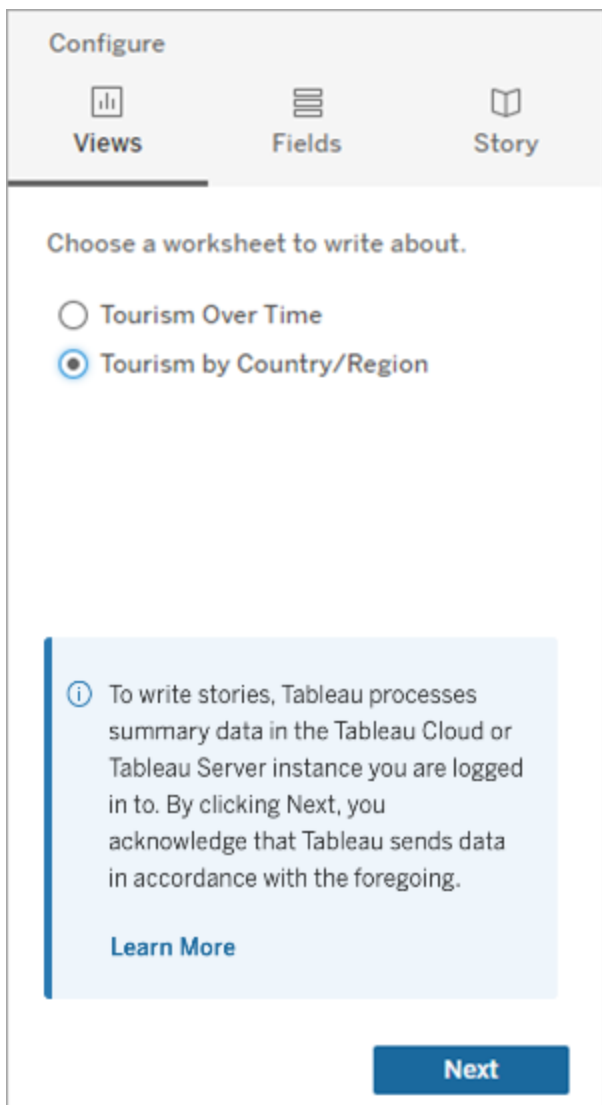 Configure
Views Fields Story
Choose a worksheet to write about.
Tourism Over Time
Tourism by Country/Region
To write stories, Tableau processes
summary data in the Tableau Cloud or
Tableau Server instance you are logged
in to. By clicking Next, you
acknowledge that Tableau sends data
in accordance with the foregoing.
Learn More
Next